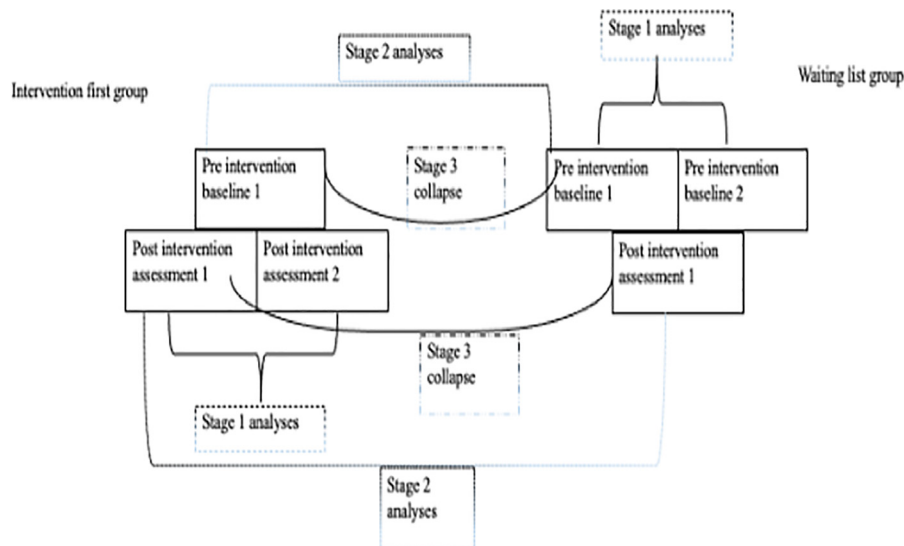 Stage 1 analyses
Stage 2 analyses
Intervention first group
Waiting list group
Pre intervention
baseline 1
Stage 3
collapse
Pre intervention
baseline 1
Pre intervention
baseline 2
Post intervention
assessment 1
Post intervention
assessment 2
Post intervention
assessment 1
Stage 3
collapse
Stage 1 analyses
Stage 2
analyses